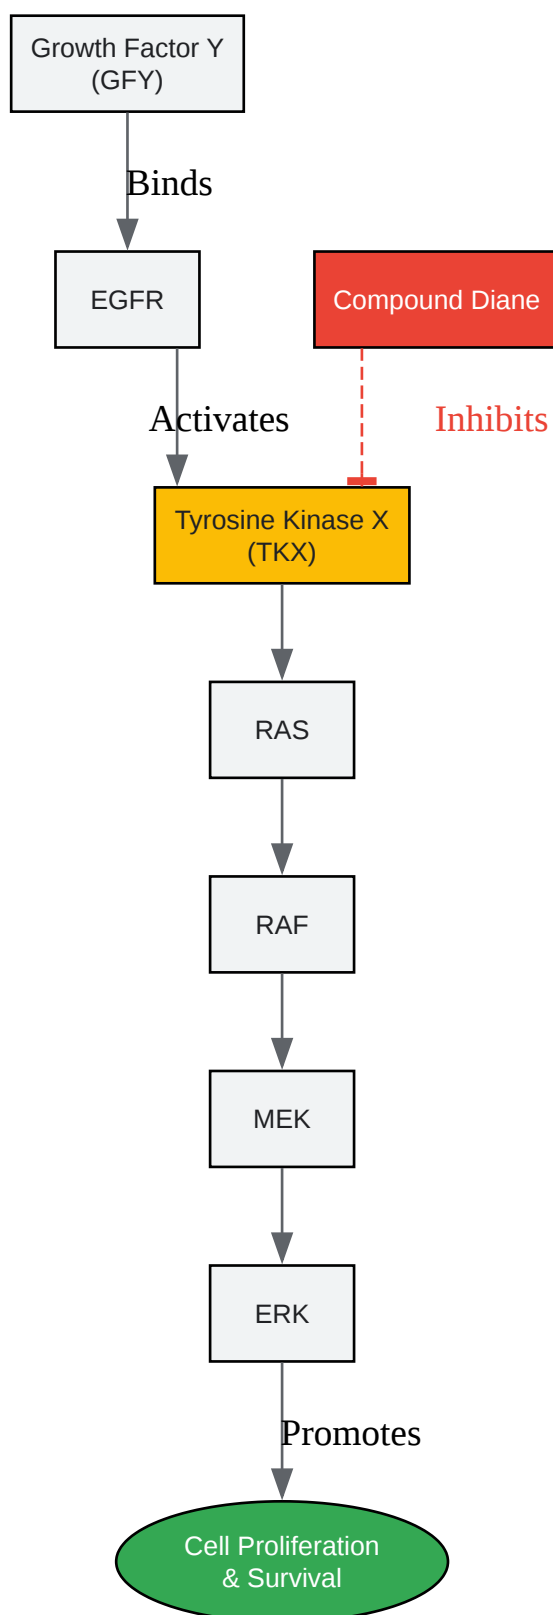 Growth Factor Y
(GFY)
Binds
EGFR
Compound Diane
Activates
Inhibits
Tyrosine Kinase X
(TKX)
RAS
RAF
MEK
ERK
Promotes
Cell Proliferation
& Survival